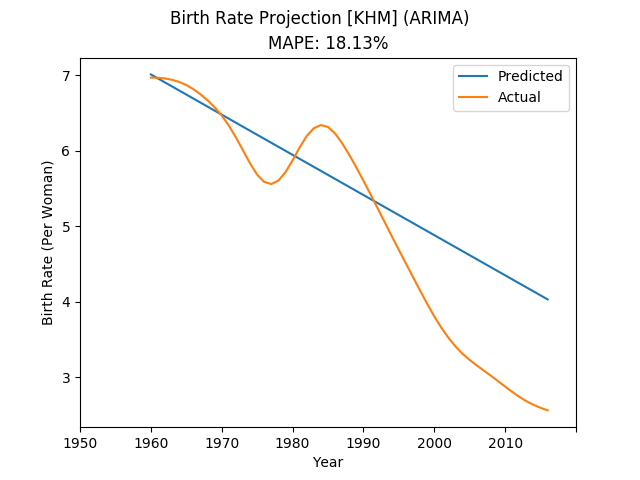 Birth Rate Projection [KHM] (ARIMA)
MAPE: 18.13%
Predicted
Actual
Birth Rate (Per Woman)
7
6
5
4
3
1950 1960 1970 1980 1990 2000 2010
Year